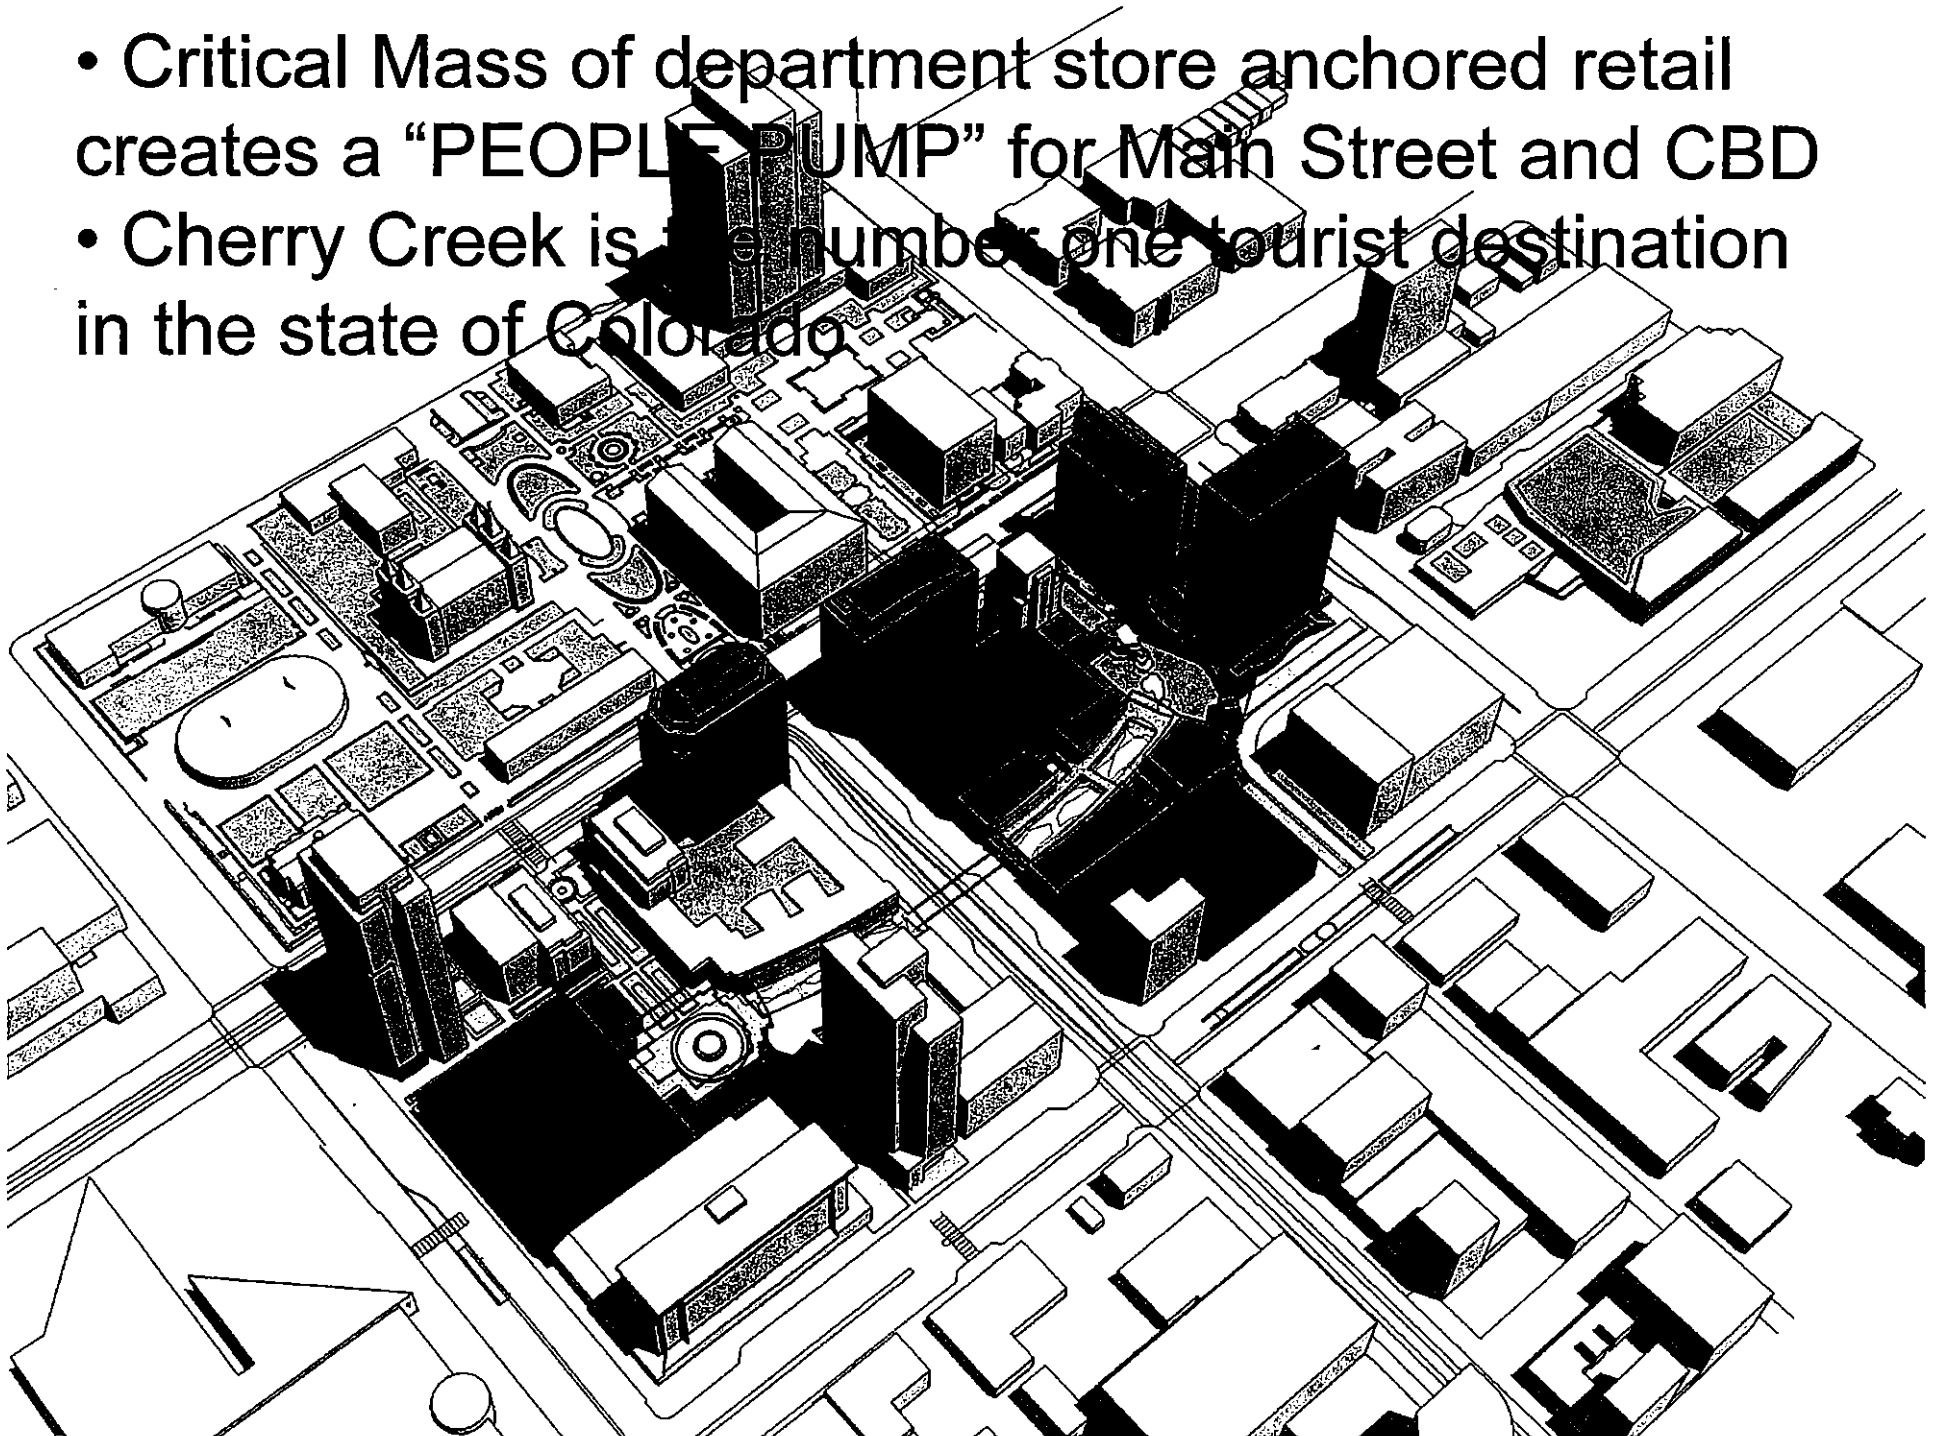 • Critical Mass of department store anchored retail
creates a “PEOPLE PUMP” for Main Street and CBD
• Cherry Creek is the number one tourist destination
in the state of Colorado